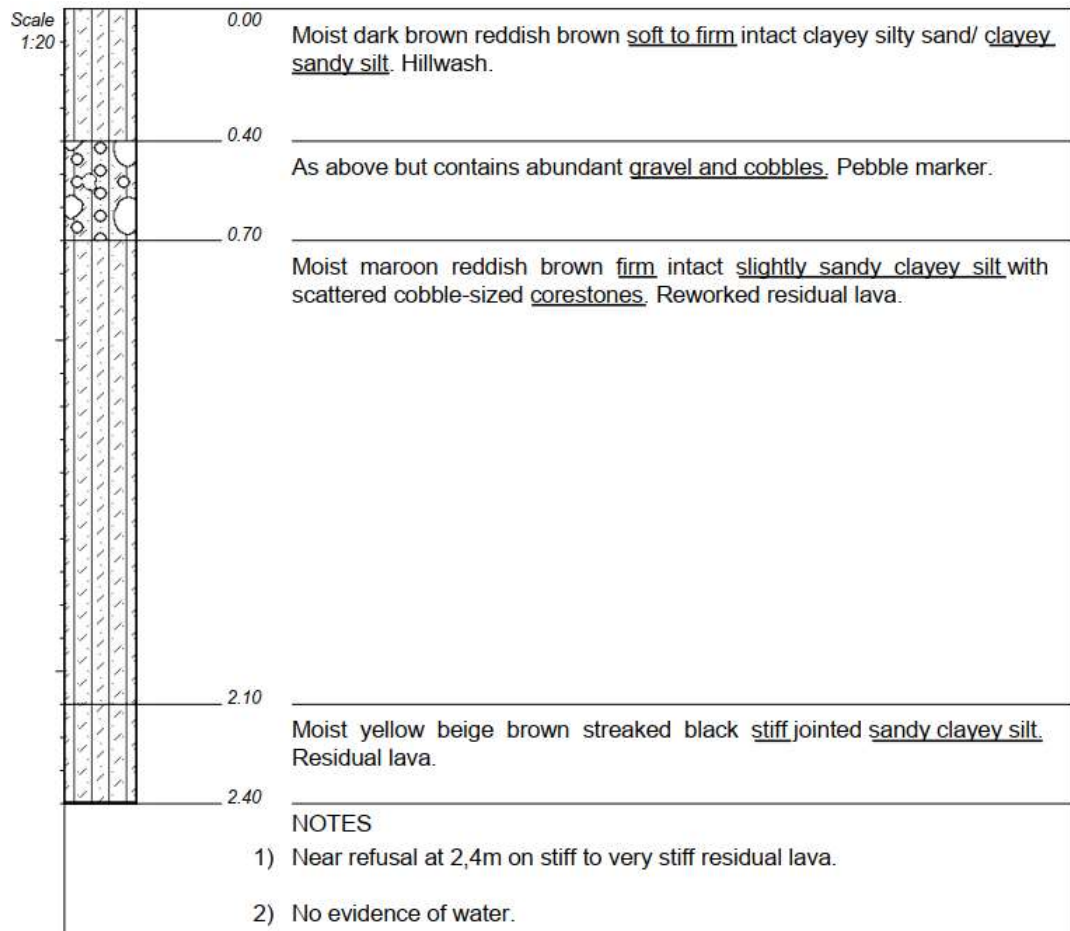 Scale
1:20
0.00
Moist dark brown reddish brown soft to firm intact clayey silty sand/ clayey
sandy silt. Hillwash.
0.40
As above but contains abundant gravel and cobbles. Pebble marker.
0.70
Moist maroon reddish brown firm intact slightly sandy clayey silt with
scattered cobble-sized corestones. Reworked residual lava.
2.10
Moist yellow beige brown streaked black stiff jointed sandy clayey silt.
Residual lava.
2.40
NOTES
1) Near refusal at 2,4m on stiff to very stiff residual lava.
2) No evidence of water.